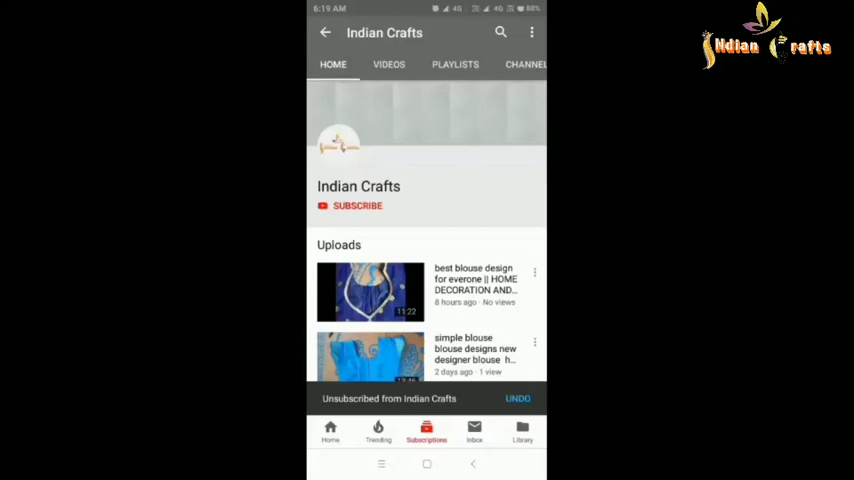 6:19 AM 4G 4G 88%
Indian Crafts
Indian Crafts
HOME VIDEOS PLAYLISTS CHANNEL
Indian Crafts
Indian Crafts
SUBSCRIBE
Uploads
best blouse design
for everone || HOME
DECORATION AND...
8 hours ago · No views
11:22
simple blouse
blouse designs new
designer blouse h...
2 days ago · 1 view
Unsubscribed from Indian Crafts UNDO
Home Trending Subscriptions Inbox Library